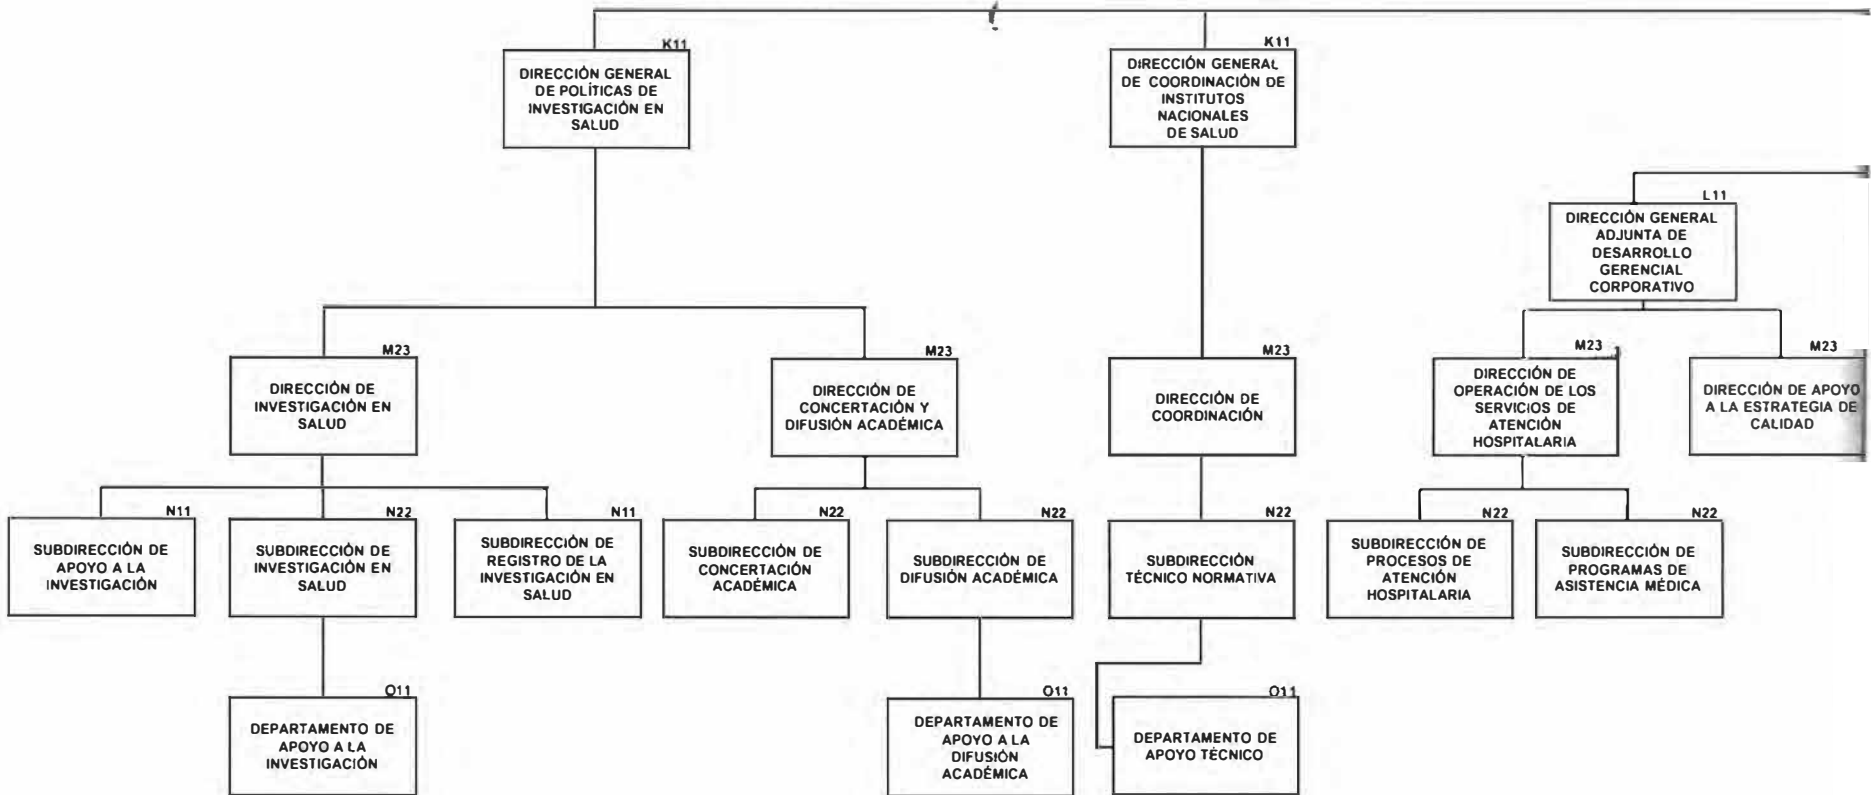 K11
DIRECCIÓN GENERAL
DE POLÍTICAS DE
INVESTIGACIÓN EN
SALUD
K11
DIRECCIÓN GENERAL
DE COORDINACIÓN DE
INSTITUTOS
NACIONALES
DE SALUD
L11
DIRECCIÓN GENERAL
ADJUNTA DE
DESARROLLO
GERENCIAL
CORPORATIVO
M23
DIRECCIÓN DE
INVESTIGACIÓN EN
SALUD
M23
DIRECCIÓN DE
CONCERTACIÓN Y
DIFUSIÓN ACADÉMICA
M23
DIRECCIÓN DE
COORDINACIÓN
M23
DIRECCIÓN DE
OPERACIÓN DE LOS
SERVICIOS DE
ATENCIÓN
HOSPITALARIA
M23
DIRECCIÓN DE APOYO
A LA ESTRATEGIA DE
CALIDAD
N11
SUBDIRECCIÓN DE
APOYO A LA
INVESTIGACIÓN
N22
SUBDIRECCIÓN DE
INVESTIGACIÓN EN
SALUD
N11
SUBDIRECCIÓN DE
REGISTRO DE LA
INVESTIGACIÓN EN
SALUD
N22
SUBDIRECCIÓN DE
CONCERTACIÓN
ACADÉMICA
N22
SUBDIRECCIÓN DE
DIFUSIÓN ACADÉMICA
N22
SUBDIRECCIÓN
TÉCNICO NORMATIVA
N22
SUBDIRECCIÓN DE
PROCESOS DE
ATENCIÓN
HOSPITALARIA
N22
SUBDIRECCIÓN DE
PROGRAMAS DE
ASISTENCIA MÉDICA
O11
DEPARTAMENTO DE
APOYO A LA
INVESTIGACIÓN
O11
DEPARTAMENTO DE
APOYO A LA
DIFUSIÓN
ACADÉMICA
O11
DEPARTAMENTO DE
APOYO TÉCNICO